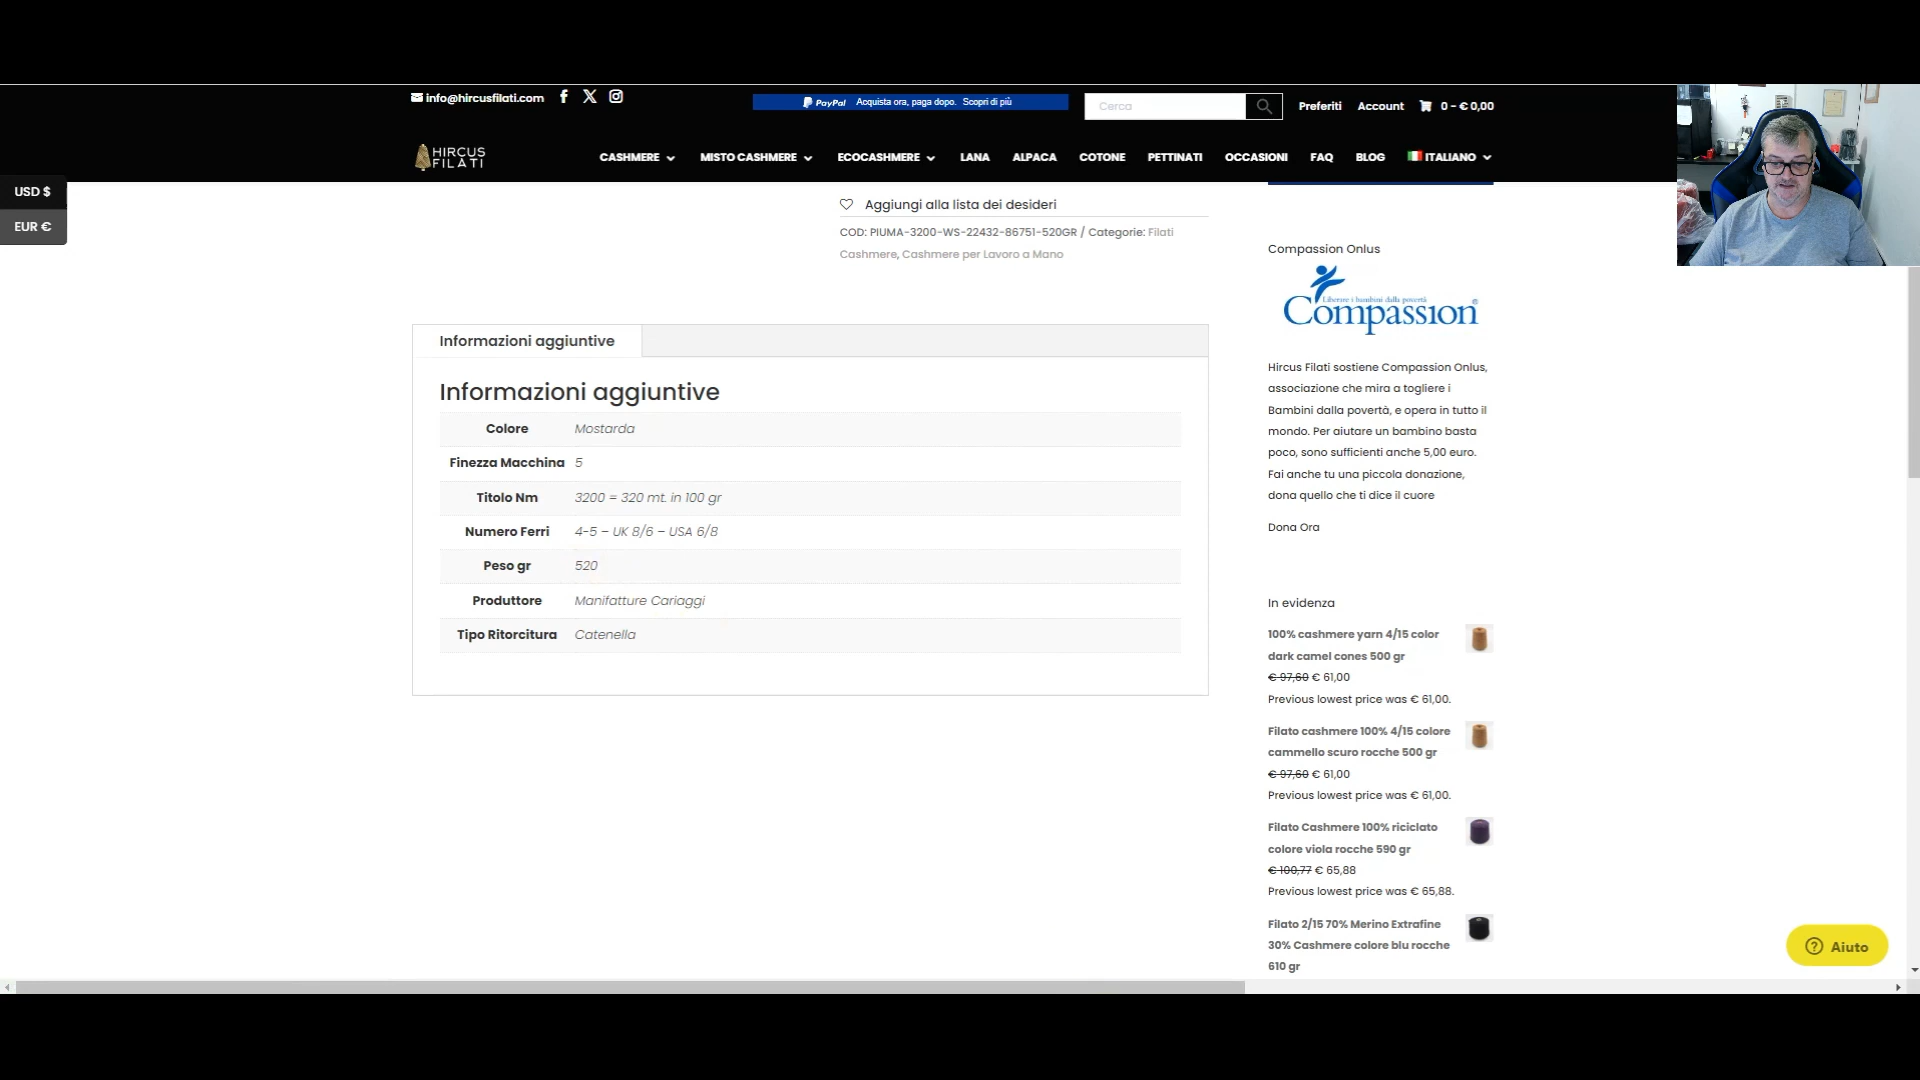 info@hircusfilati.com
PayPal Acquista ora, paga dopo. Scopri di più
Cerca
Preferiti Account 0 - € 0,00
HIRCUS
FILATI
CASHMERE MISTO CASHMERE ECOCASHMERE LANA ALPACA COTONE PETTINATI OCCASIONI FAQ BLOG ITALIANO
USD $
EUR €
Aggiungi alla lista dei desideri
COD: PIUMA-3200-WS-22432-86751-520GR / Categorie: Filati
Cashmere, Cashmere per Lavoro a Mano
Informazioni aggiuntive
Informazioni aggiuntive
Colore Mostarda
Finezza Macchina 5
Titolo Nm 3200 = 320 mt. in 100 gr
Numero Ferri 4-5 – UK 8/6 – USA 6/8
Peso gr 520
Produttore Manifatture Cariaggi
Tipo Ritorcitura Catenella
Compassion Onlus
Liberare i bambini dalla povertà
Compassion®
Hircus Filati sostiene Compassion Onlus,
associazione che mira a togliere i
Bambini dalla povertà, e opera in tutto il
mondo. Per aiutare un bambino basta
poco, sono sufficienti anche 5,00 euro.
Fai anche tu una piccola donazione,
dona quello che ti dice il cuore
Dona Ora
In evidenza
100% cashmere yarn 4/15 color
dark camel cones 500 gr
€ 97,60 € 61,00
Previous lowest price was € 61,00.
Filato cashmere 100% 4/15 colore
cammello scuro rocche 500 gr
€ 97,60 € 61,00
Previous lowest price was € 61,00.
Filato Cashmere 100% riciclato
colore viola rocche 590 gr
€ 100,77 € 65,88
Previous lowest price was € 65,88.
Filato 2/15 70% Merino Extrafine
30% Cashmere colore blu rocche
610 gr
Aiuto